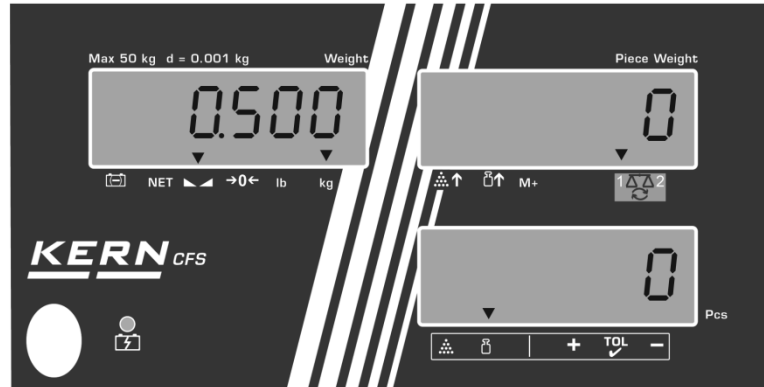 Max 50 kg d = 0.001 kg Weight
0.500
NET →0← lb kg
Piece Weight
0
M+
1 2
KERN CFS
0
Pcs
+ TOL −